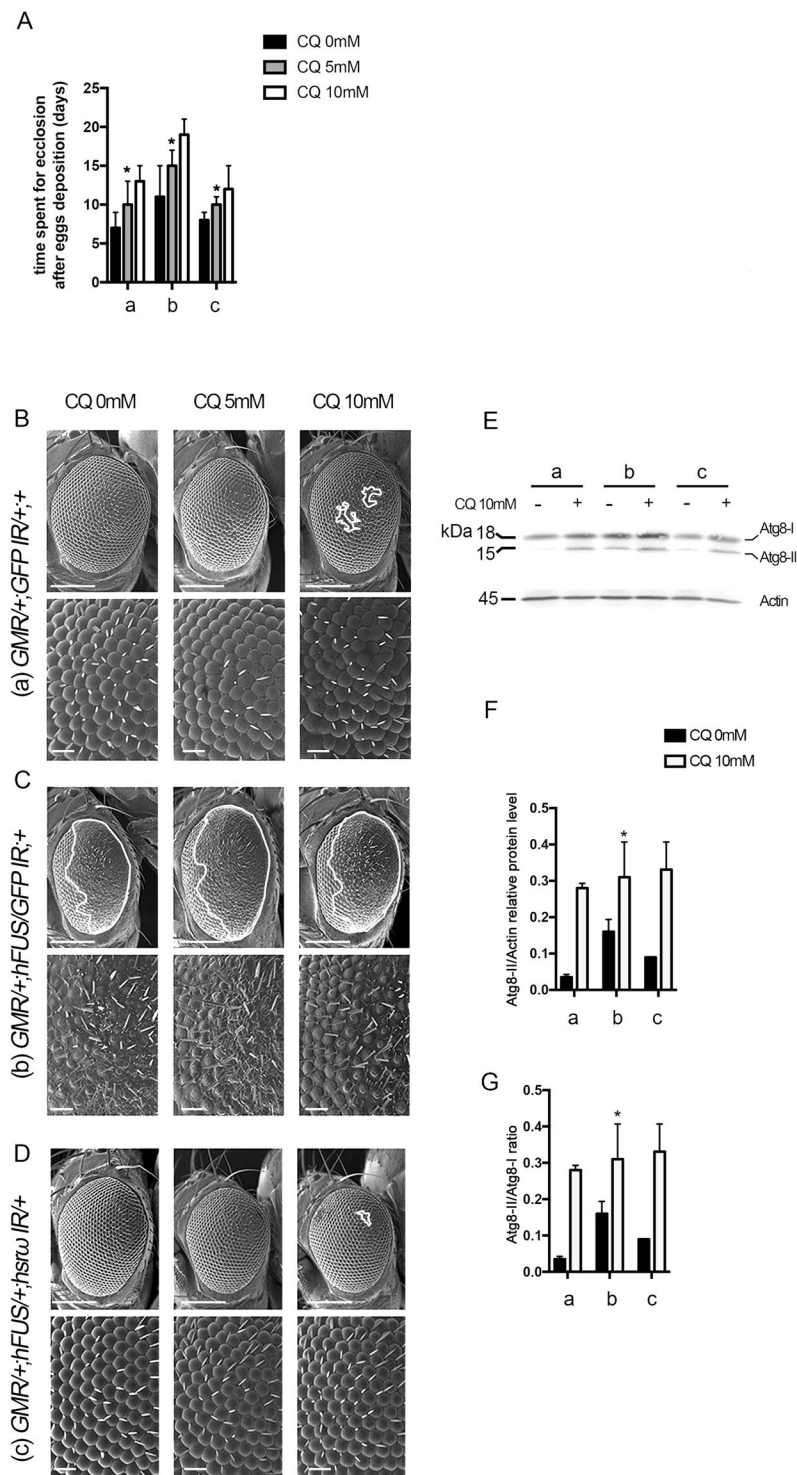 A
CQ 0mM
CQ 5mM
CQ 10mM
time spent for ecclosion
after eggs deposition (days)
25
20
15
10
5
0
* * *
a b c
CQ 0mM CQ 5mM CQ 10mM
B
(a) GMR/+;GFP IR/+;+
C
(b) GMR/+;hFUS/GFP IR;+
D
(c) GMR/+;hFUS/+;hsrω IR/+
E
a b c
CQ 10mM - + - + - +
kDa 18
15
45
Atg8-I
Atg8-II
Actin
F
CQ 0mM
CQ 10mM
Atg8-II/Actin relative protein level
0.5
0.4
0.3
0.2
0.1
0.0
*
a b c
G
Atg8-II/Atg8-I ratio
0.5
0.4
0.3
0.2
0.1
0.0
*
a b c